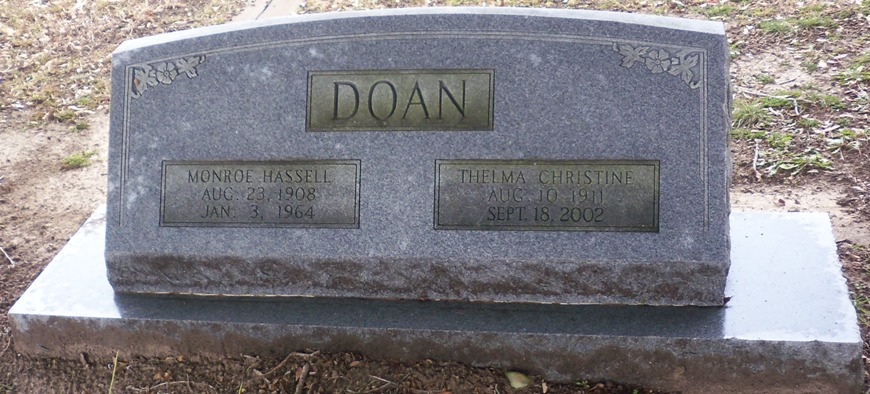 DOAN
MONROE HASSELL
AUG. 23, 1908
JAN. 3, 1964
THELMA CHRISTINE
AUG. 10, 1911
SEPT. 18, 2002